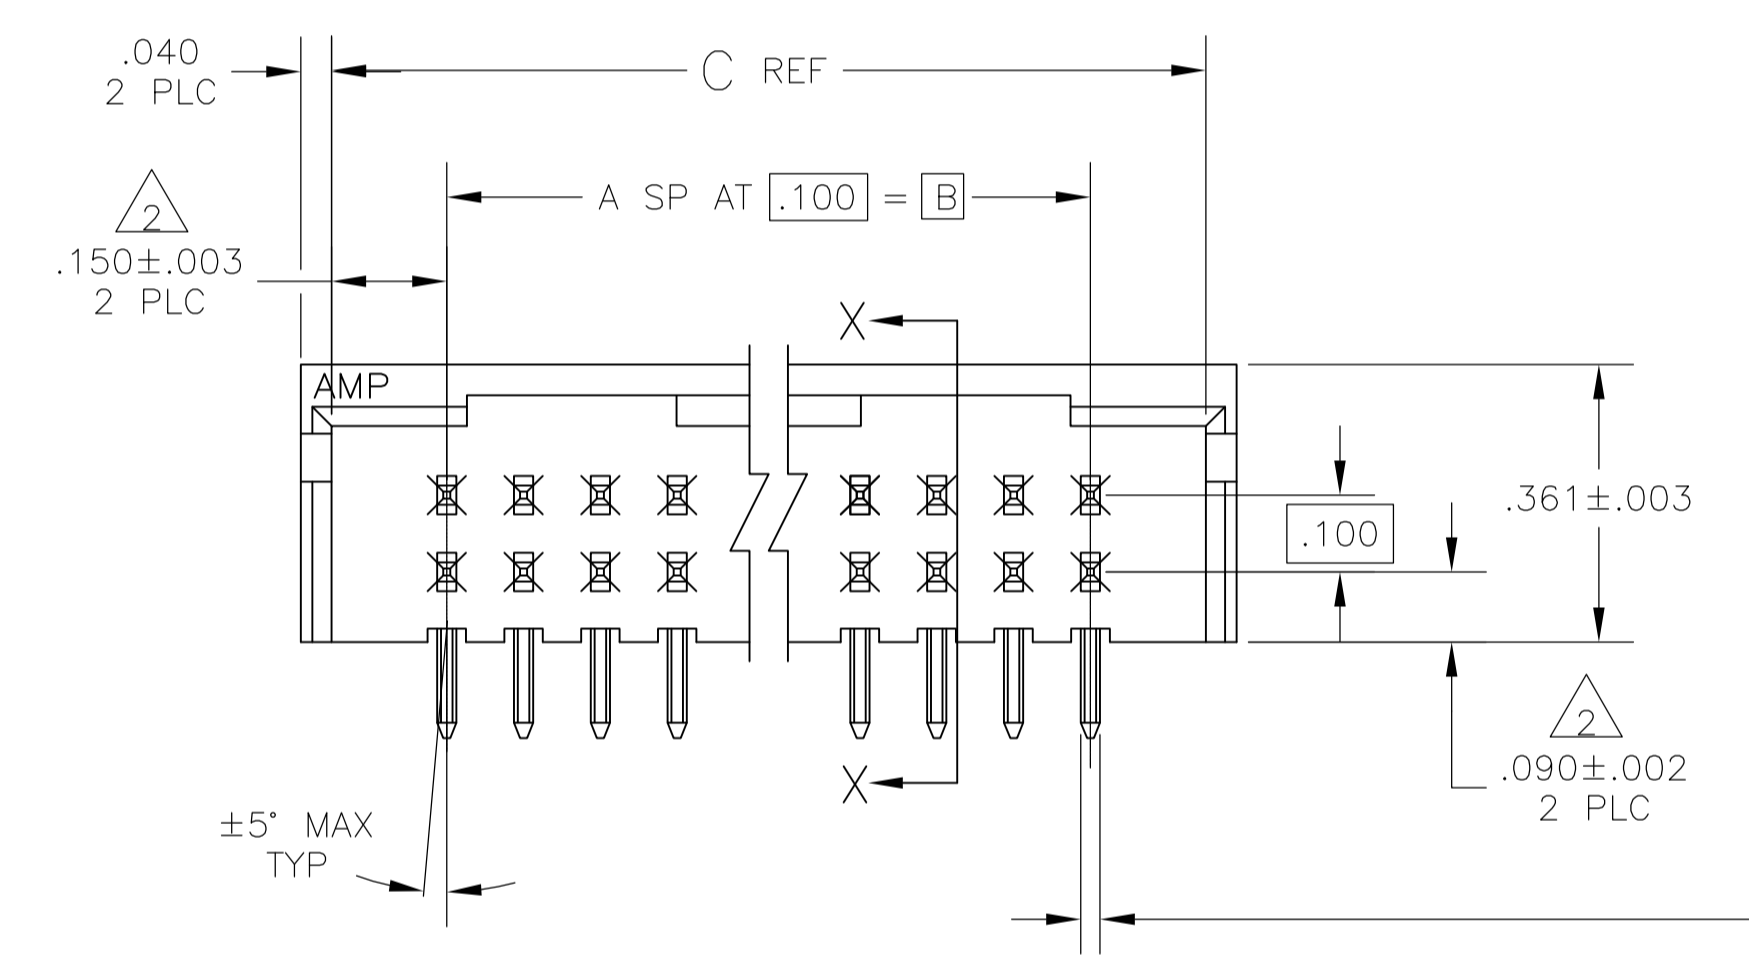 .040
2 PLC
C REF
A SP AT .100 = B
2
.150±.003
2 PLC
X
AMP
.361±.003
.100
2
.090±.002
2 PLC
X
±5° MAX
TYP